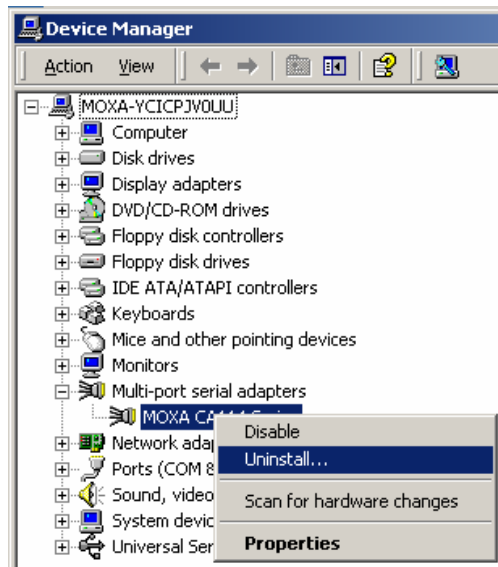 Device Manager
Action View
MOXA-YCICPJV0UU
Computer
Disk drives
Display adapters
DVD/CD-ROM drives
Floppy disk controllers
Floppy disk drives
IDE ATA/ATAPI controllers
Keyboards
Mice and other pointing devices
Monitors
Multi-port serial adapters
MOXA
Network adap
Ports (COM &
Sound, video
System devic
Universal Ser
Disable
Uninstall...
Scan for hardware changes
Properties